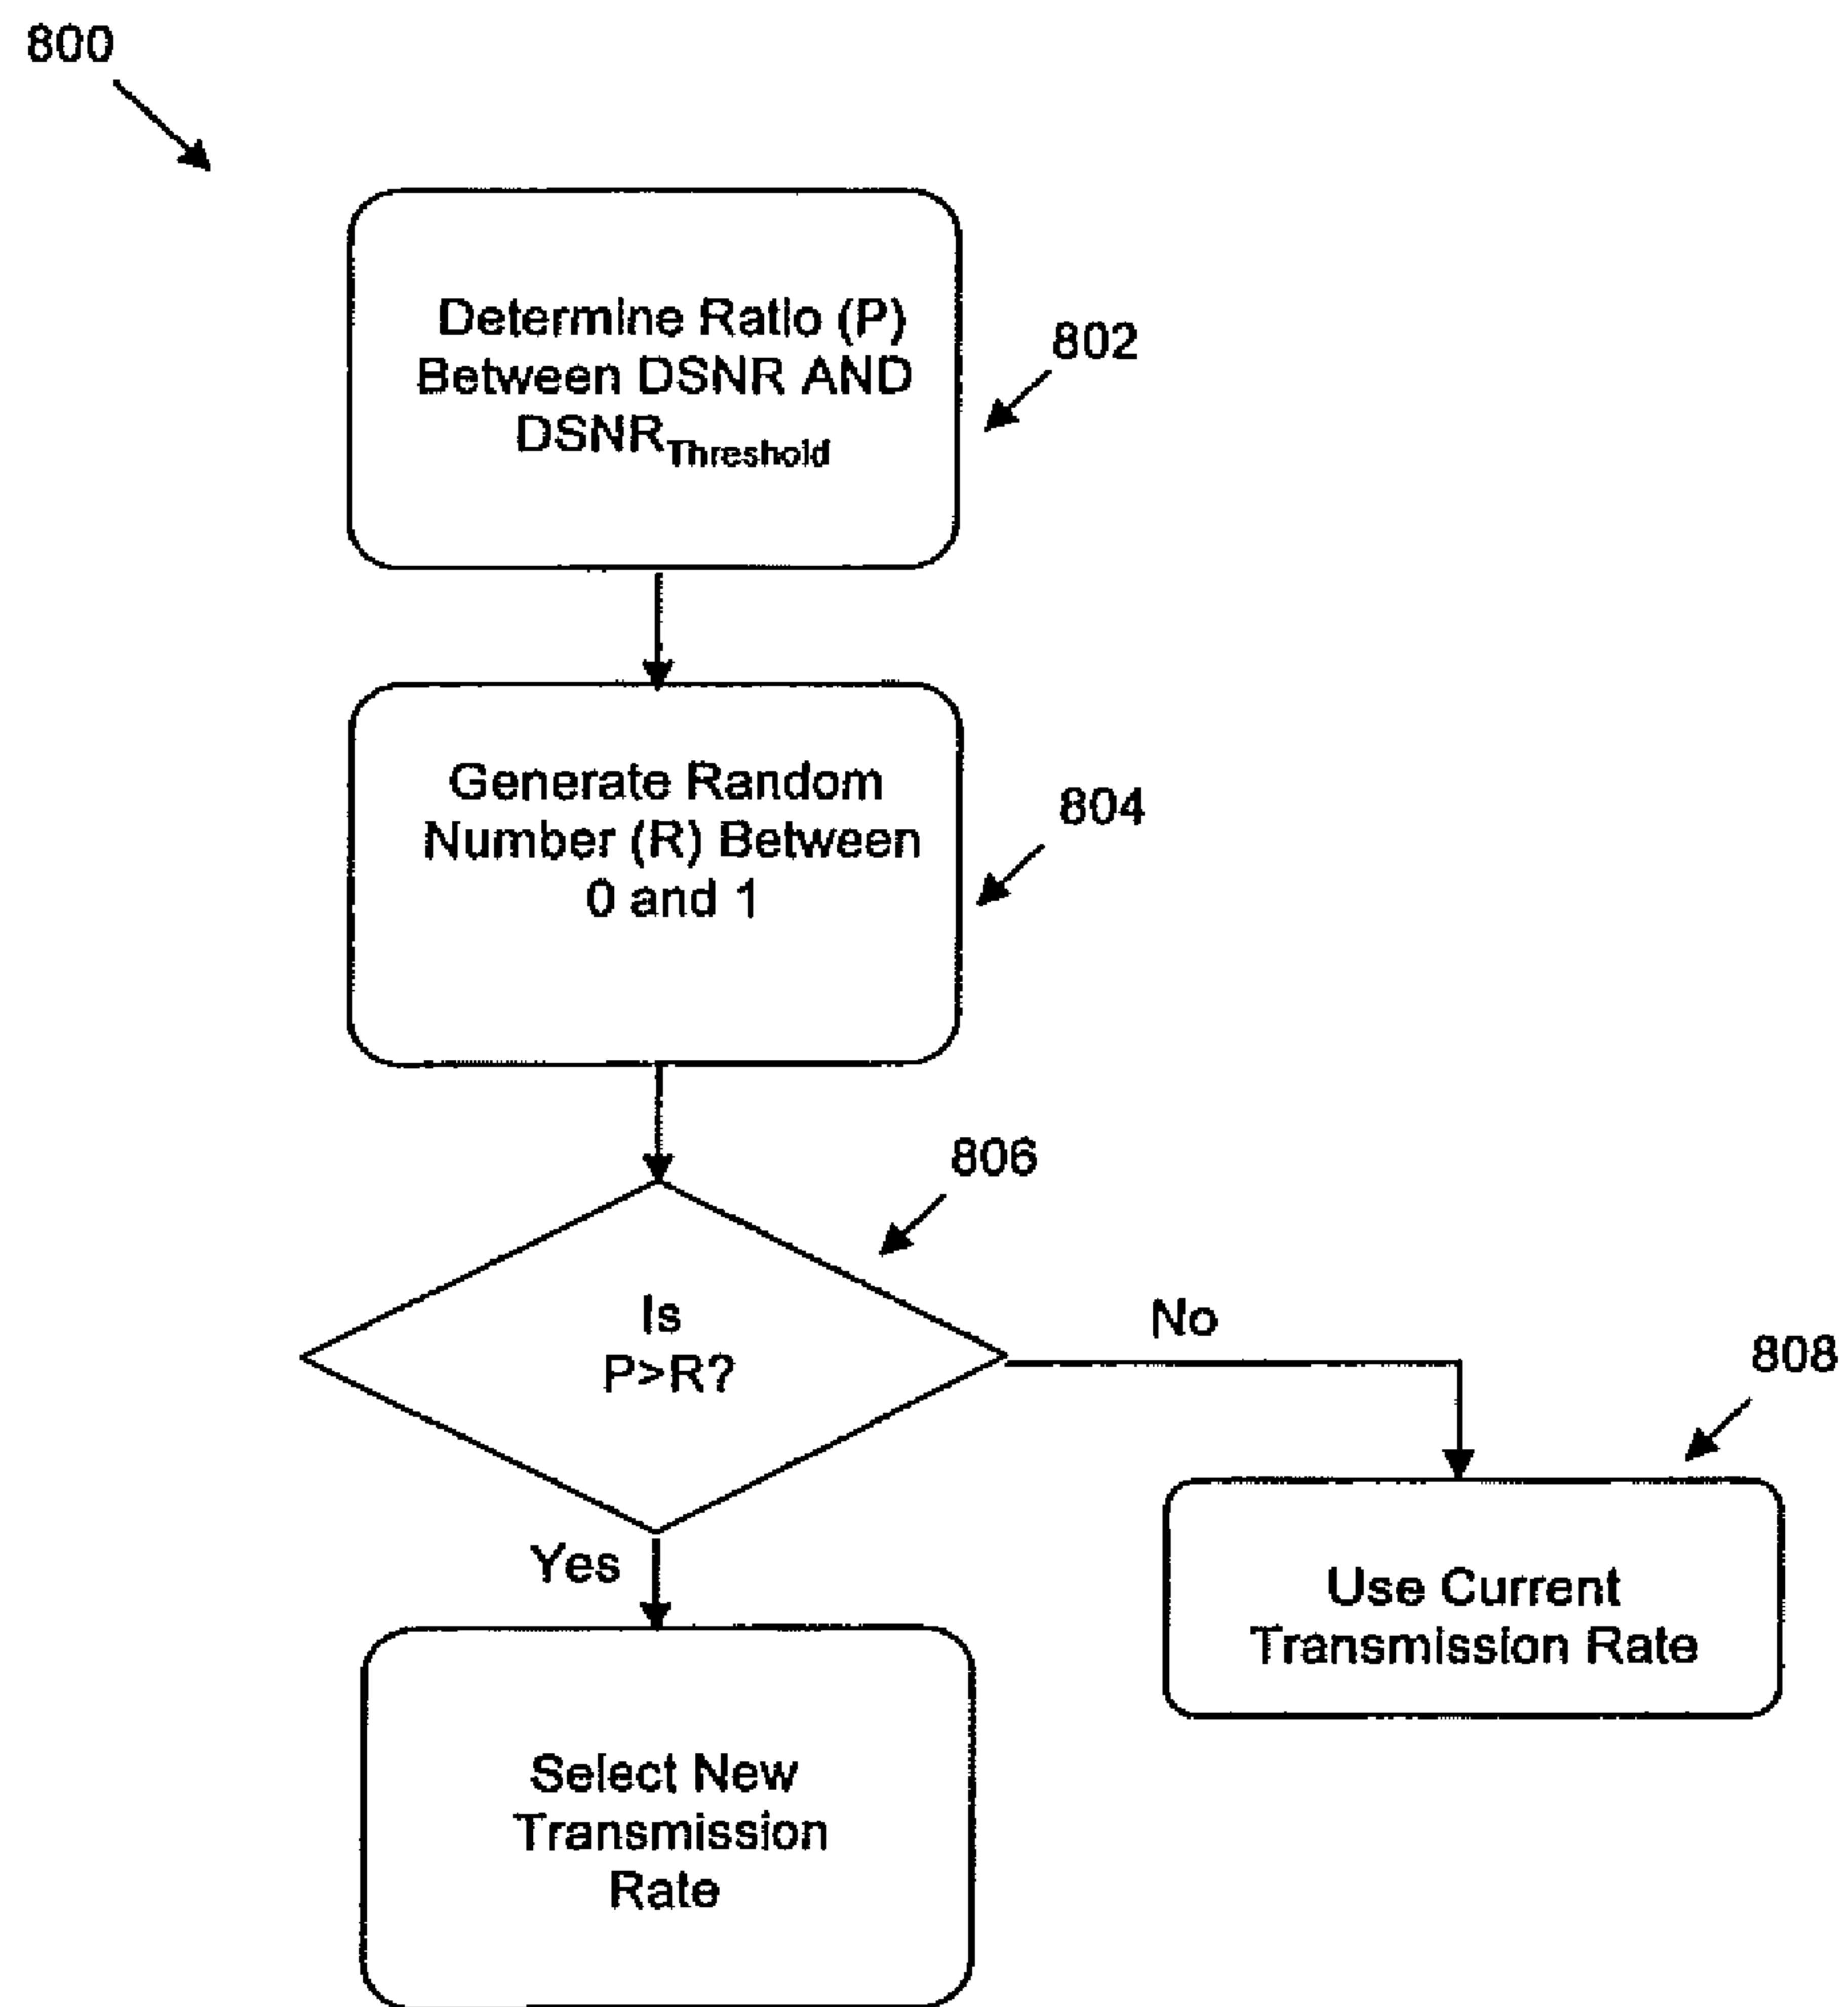 800
Determine Ratio (P)
Between DSNR AND
DSNRThreshold
802
Generate Random
Number (R) Between
0 and 1
804
806
Is
P>R?
No
808
Yes
Use Current
Transmission Rate
Select New
Transmission
Rate